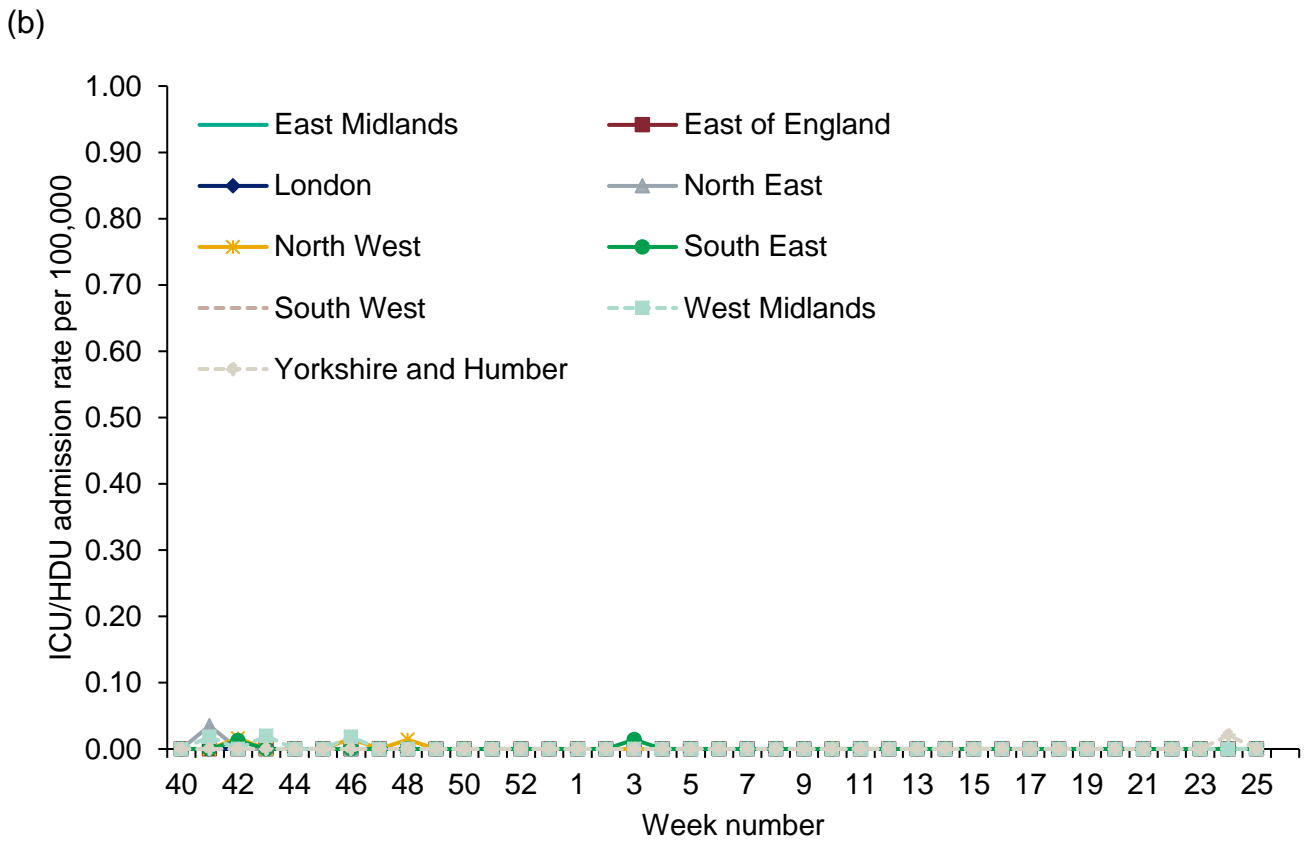 (b)
ICU/HDU admission rate per 100,000
1.00
0.90
0.80
0.70
0.60
0.50
0.40
0.30
0.20
0.10
0.00
East Midlands East of England
London North East
North West South East
South West West Midlands
Yorkshire and Humber
40 42 44 46 48 50 52 1 3 5 7 9 11 13 15 17 19 21 23 25
Week number